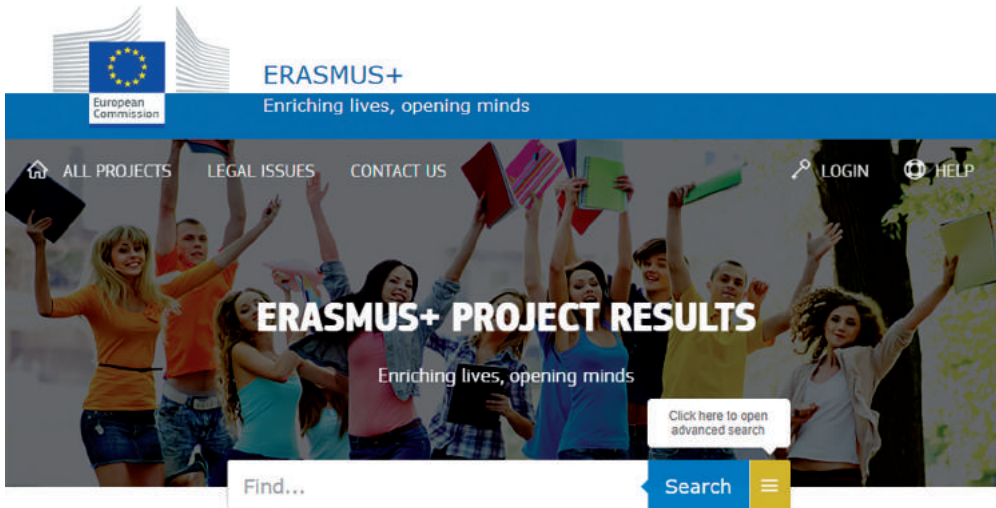 ERASMUS+
European
Commission
Enriching lives, opening minds
ALL PROJECTS LEGAL ISSUES CONTACT US LOGIN HELP
ERASMUS+ PROJECT RESULTS
Enriching lives, opening minds
Click here to open
advanced search
Find... Search